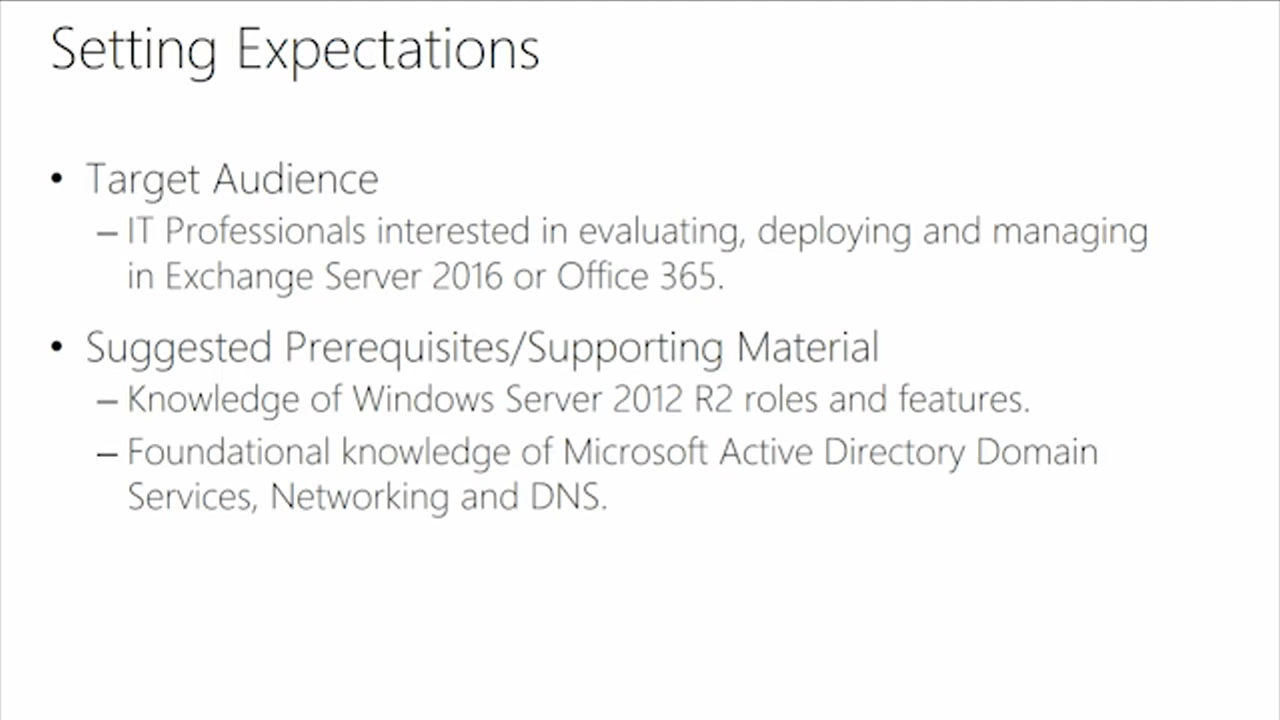 Setting Expectations
• Target Audience
– IT Professionals interested in evaluating, deploying and managing
in Exchange Server 2016 or Office 365.
• Suggested Prerequisites/Supporting Material
– Knowledge of Windows Server 2012 R2 roles and features.
– Foundational knowledge of Microsoft Active Directory Domain
Services, Networking and DNS.